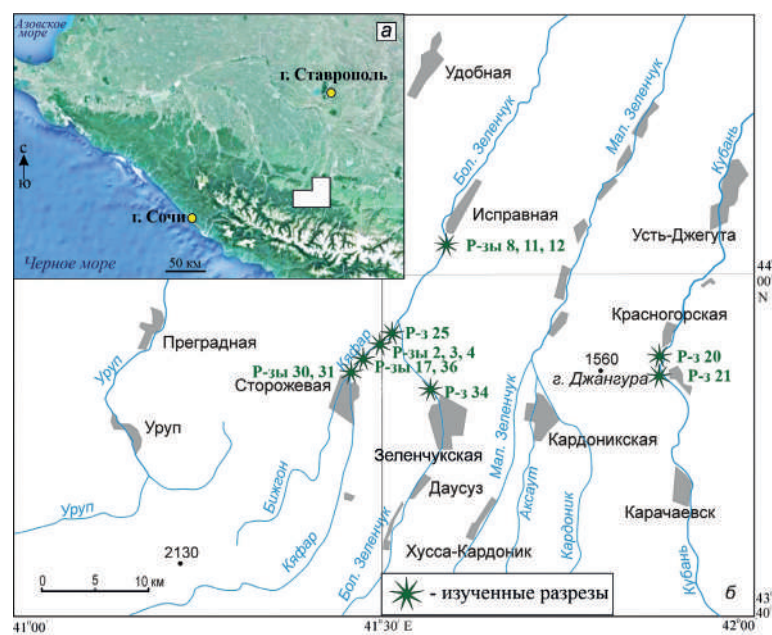 Азовское
море
а
г. Ставрополь
с
ю
г. Сочи
Черное море
50 км
Удобная
Бол. Зеленчук
Мал. Зеленчук
Кубань
Исправная
Р-зы 8, 11, 12
Усть-Джегута
44°
00'
N
Преградная
Красногорская
Кяфар
Р-з 25
Р-зы 2, 3, 4
Р-зы 17, 36
Р-зы 30, 31
Сторожевая
Р-з 34
Р-з 20
1560
г. Джангура
Р-з 21
Уруп
Уруп
Зеленчукская
Мал. Зеленчук
Кардоникская
Бижгон
Даусуз
Аксаут
Кардоник
Карачаевск
Уруп
2130
Кяфар
Бол. Зеленчук
Хусса-Кардоник
Кубань
0 5 10 км
- изученные разрезы
б
43°
40'
41°00'
41°30' E
42°00'